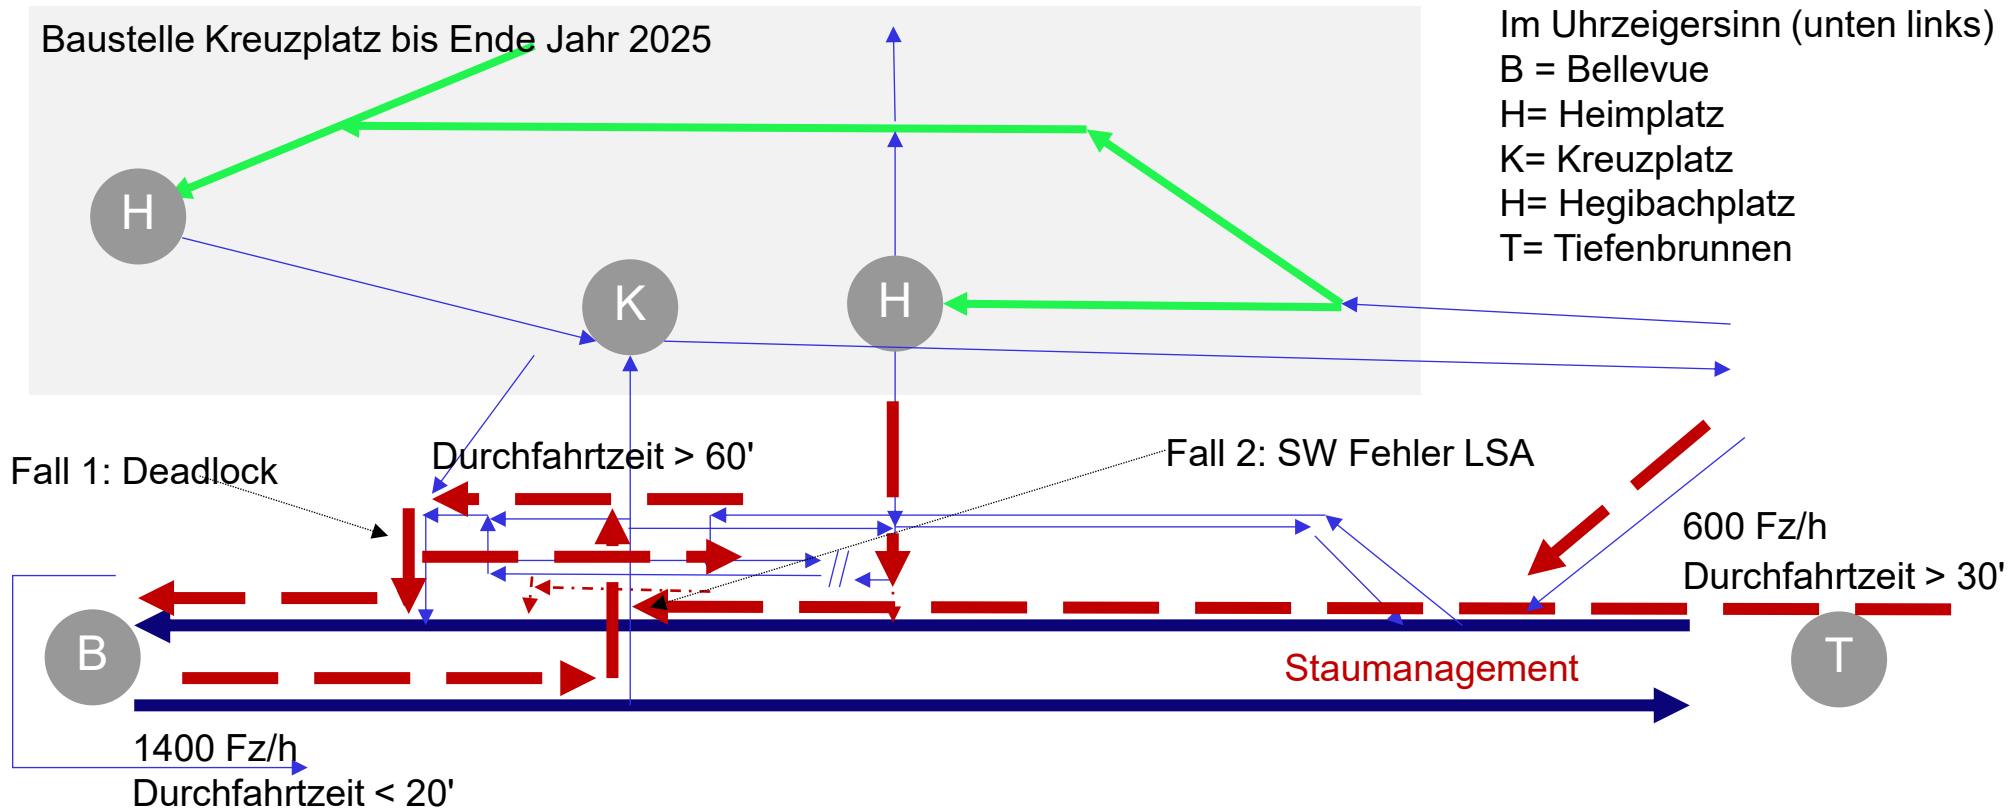 Baustelle Kreuzplatz bis Ende Jahr 2025
Im Uhrzeigersinn (unten links)
B = Bellevue
H= Heimplatz
K= Kreuzplatz
H= Hegibachplatz
T= Tiefenbrunnen
H
K
H
Fall 1: Deadlock
Durchfahrtzeit > 60'
Fall 2: SW Fehler LSA
600 Fz/h
Durchfahrtzeit > 30'
B
T
Staumanagement
1400 Fz/h
Durchfahrtzeit < 20'